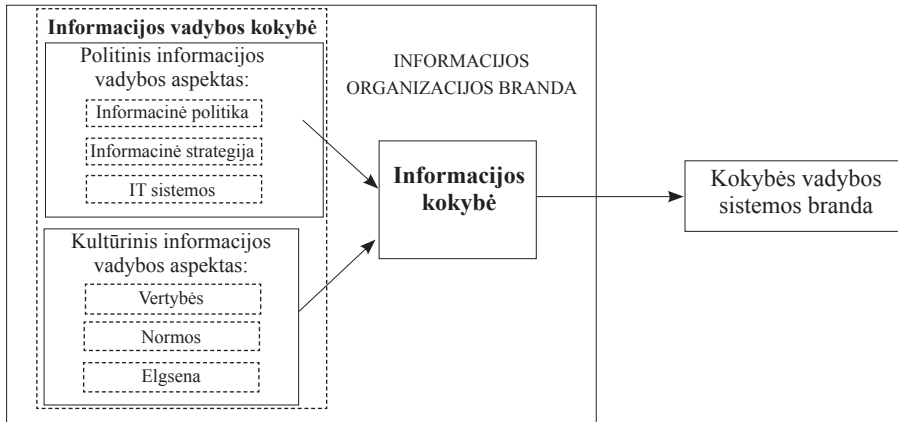 Informacijos vadybos kokybė
Politinis informacijos
vadybos aspektas:
Informacinė politika
Informacinė strategija
IT sistemos
Kultūrinis informacijos
vadybos aspektas:
Vertybės
Normos
Elgsena
INFORMACIJOS
ORGANIZACIJOS BRANDA
Informacijos
kokybė
Kokybės vadybos
sistemos branda